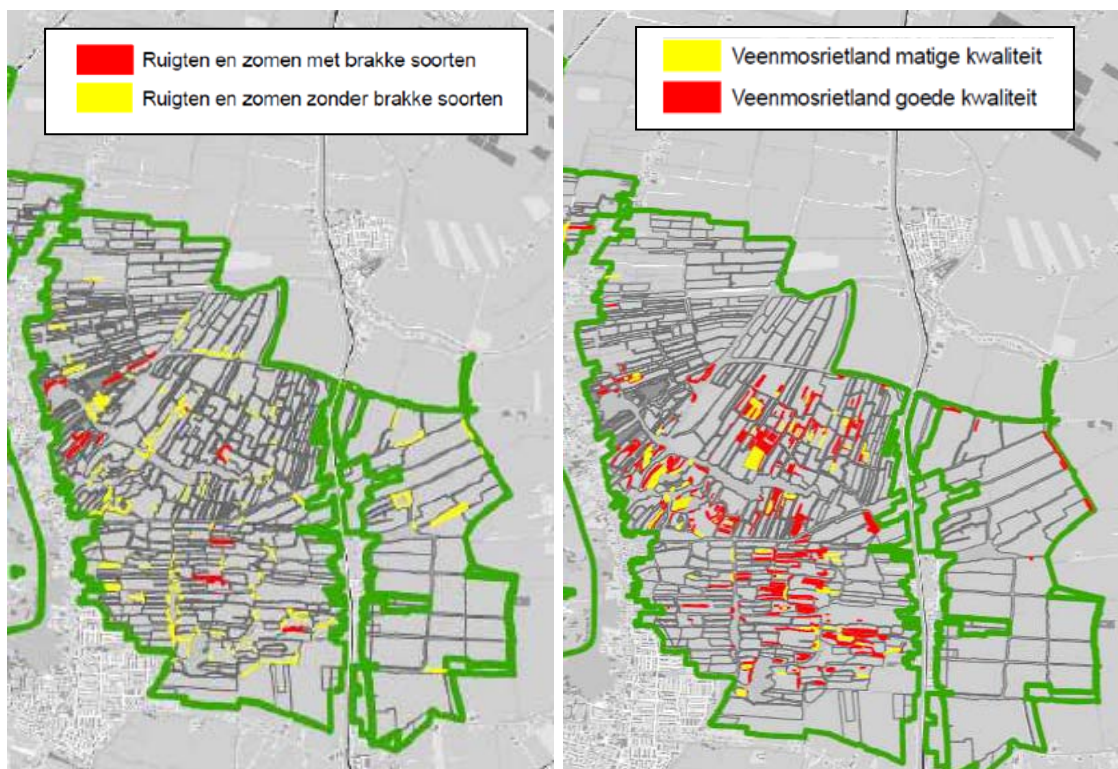 Ruigten en zomen met brakke soorten
Ruigten en zomen zonder brakke soorten
Veenmosrietland matige kwaliteit
Veenmosrietland goede kwaliteit